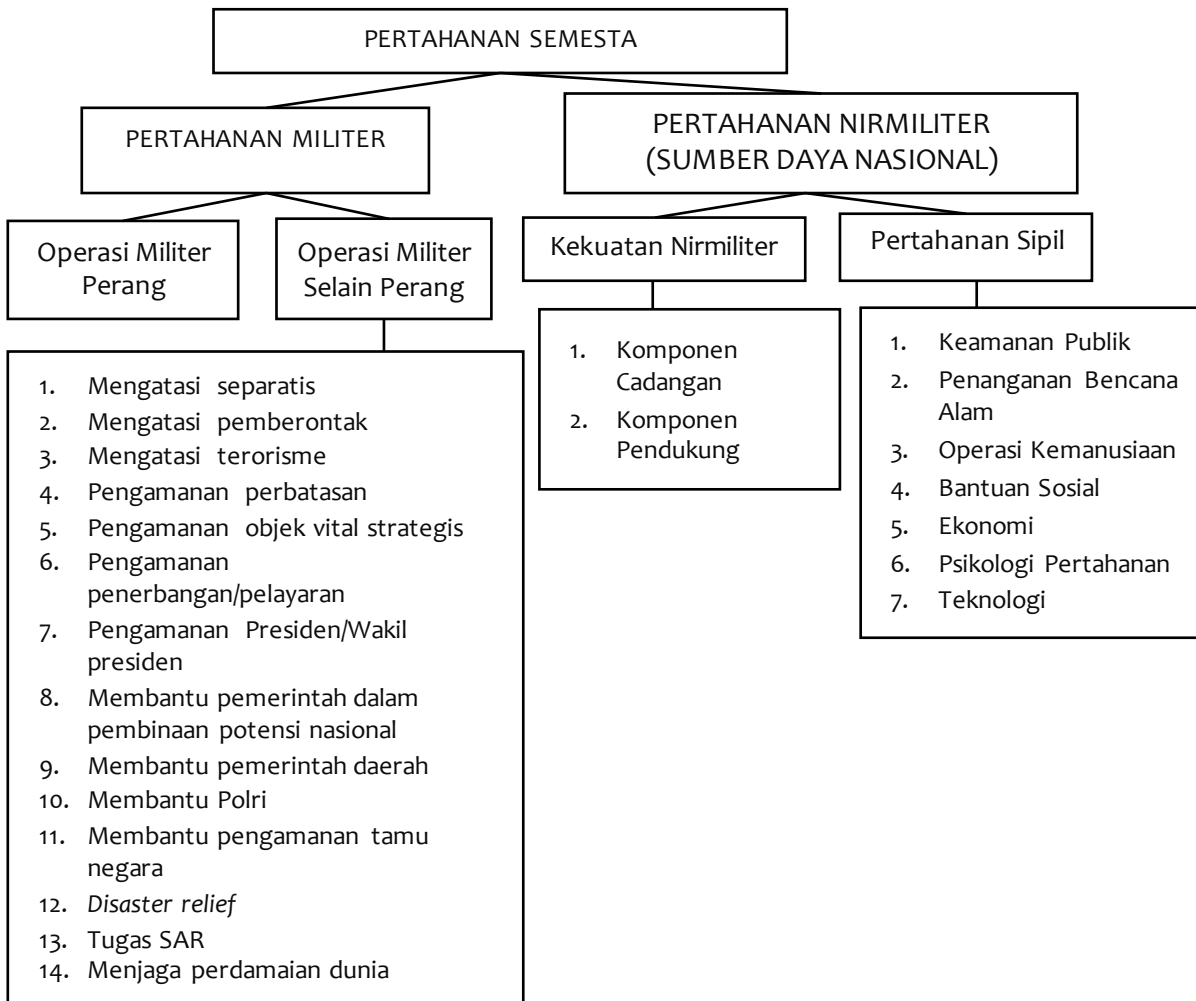 PERTAHANAN SEMESTA
PERTAHANAN MILITER
PERTAHANAN NIRMILITER
(SUMBER DAYA NASIONAL)
Operasi Militer
Perang
Operasi Militer
Selain Perang
Kekuatan Nirmiliter
Pertahanan Sipil
1. Mengatasi separatis
2. Mengatasi pemberontak
3. Mengatasi terorisme
4. Pengamanan perbatasan
5. Pengamanan objek vital strategis
6. Pengamanan
penerbangan/pelayaran
7. Pengamanan Presiden/Wakil
presiden
8. Membantu pemerintah dalam
pembinaan potensi nasional
9. Membantu pemerintah daerah
10. Membantu Polri
11. Membantu pengamanan tamu
negara
12. Disaster relief
13. Tugas SAR
14. Menjaga perdamaian dunia
1. Komponen
Cadangan
2. Komponen
Pendukung
1. Keamanan Publik
2. Penanganan Bencana
Alam
3. Operasi Kemanusiaan
4. Bantuan Sosial
5. Ekonomi
6. Psikologi Pertahanan
7. Teknologi